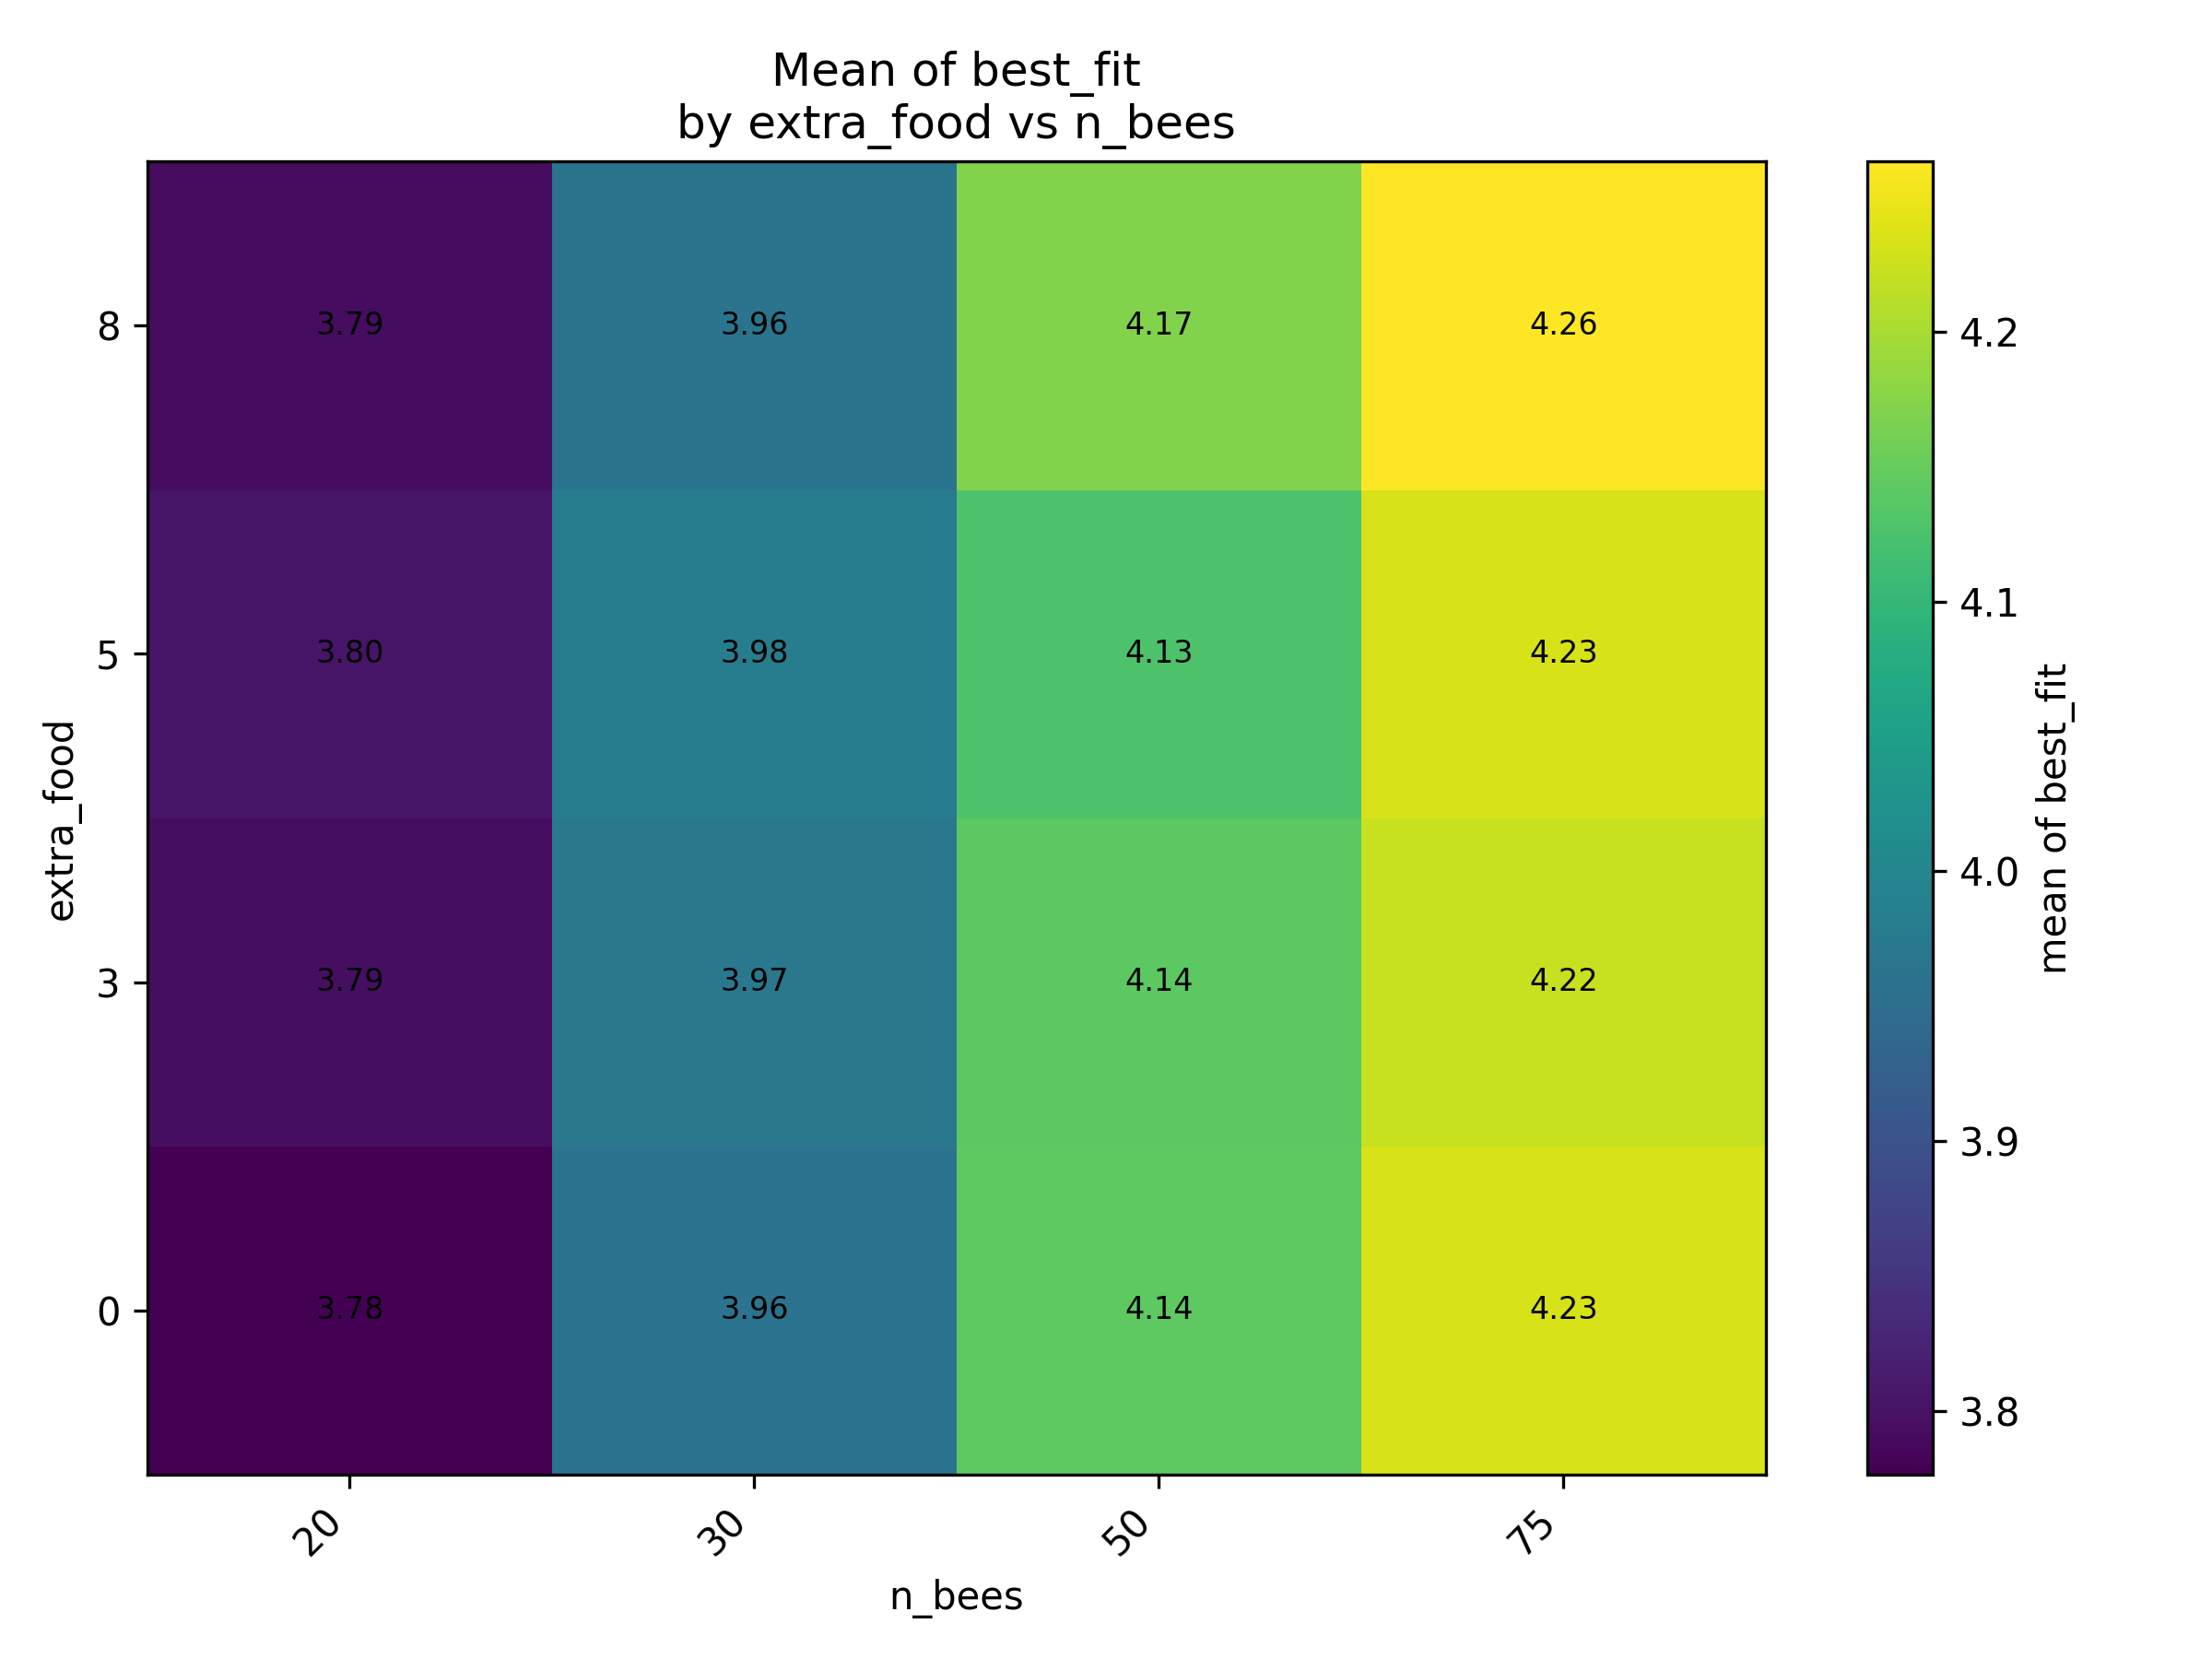 Mean of best_fit
by extra_food vs n_bees
8 3.79 3.96 4.17 4.26
5 3.80 3.98 4.13 4.23
3 3.79 3.97 4.14 4.22
0 3.78 3.96 4.14 4.23
20 30 50 75
n_bees
extra_food
4.2
4.1
4.0
3.9
3.8
mean of best_fit